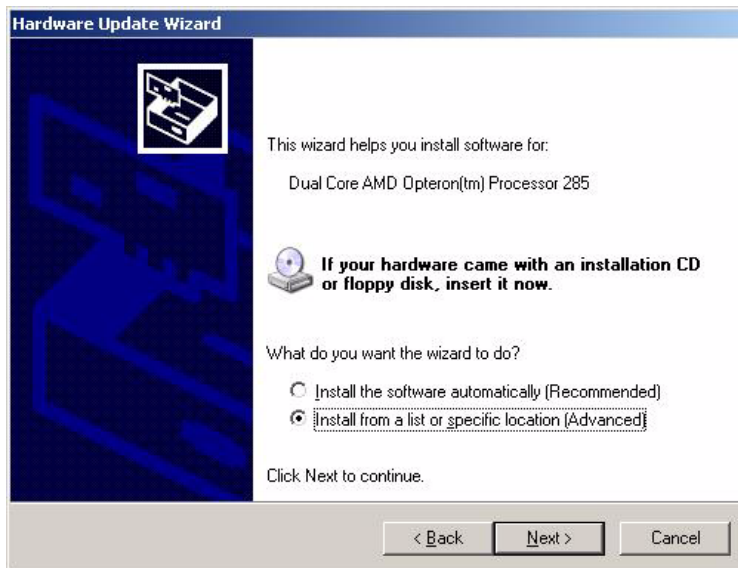 Hardware Update Wizard
This wizard helps you install software for:
Dual Core AMD Opteron(tm) Processor 285
If your hardware came with an installation CD
or floppy disk, insert it now.
What do you want the wizard to do?
Install the software automatically (Recommended)
Install from a list or specific location (Advanced)
Click Next to continue.
< Back
Next >
Cancel